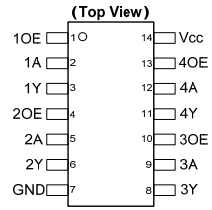 (Top View)
1OE 1 14 Vcc
1A 2 13 4OE
1Y 3 12 4A
2OE 4 11 4Y
2A 5 10 3OE
2Y 6 9 3A
GND 7 8 3Y